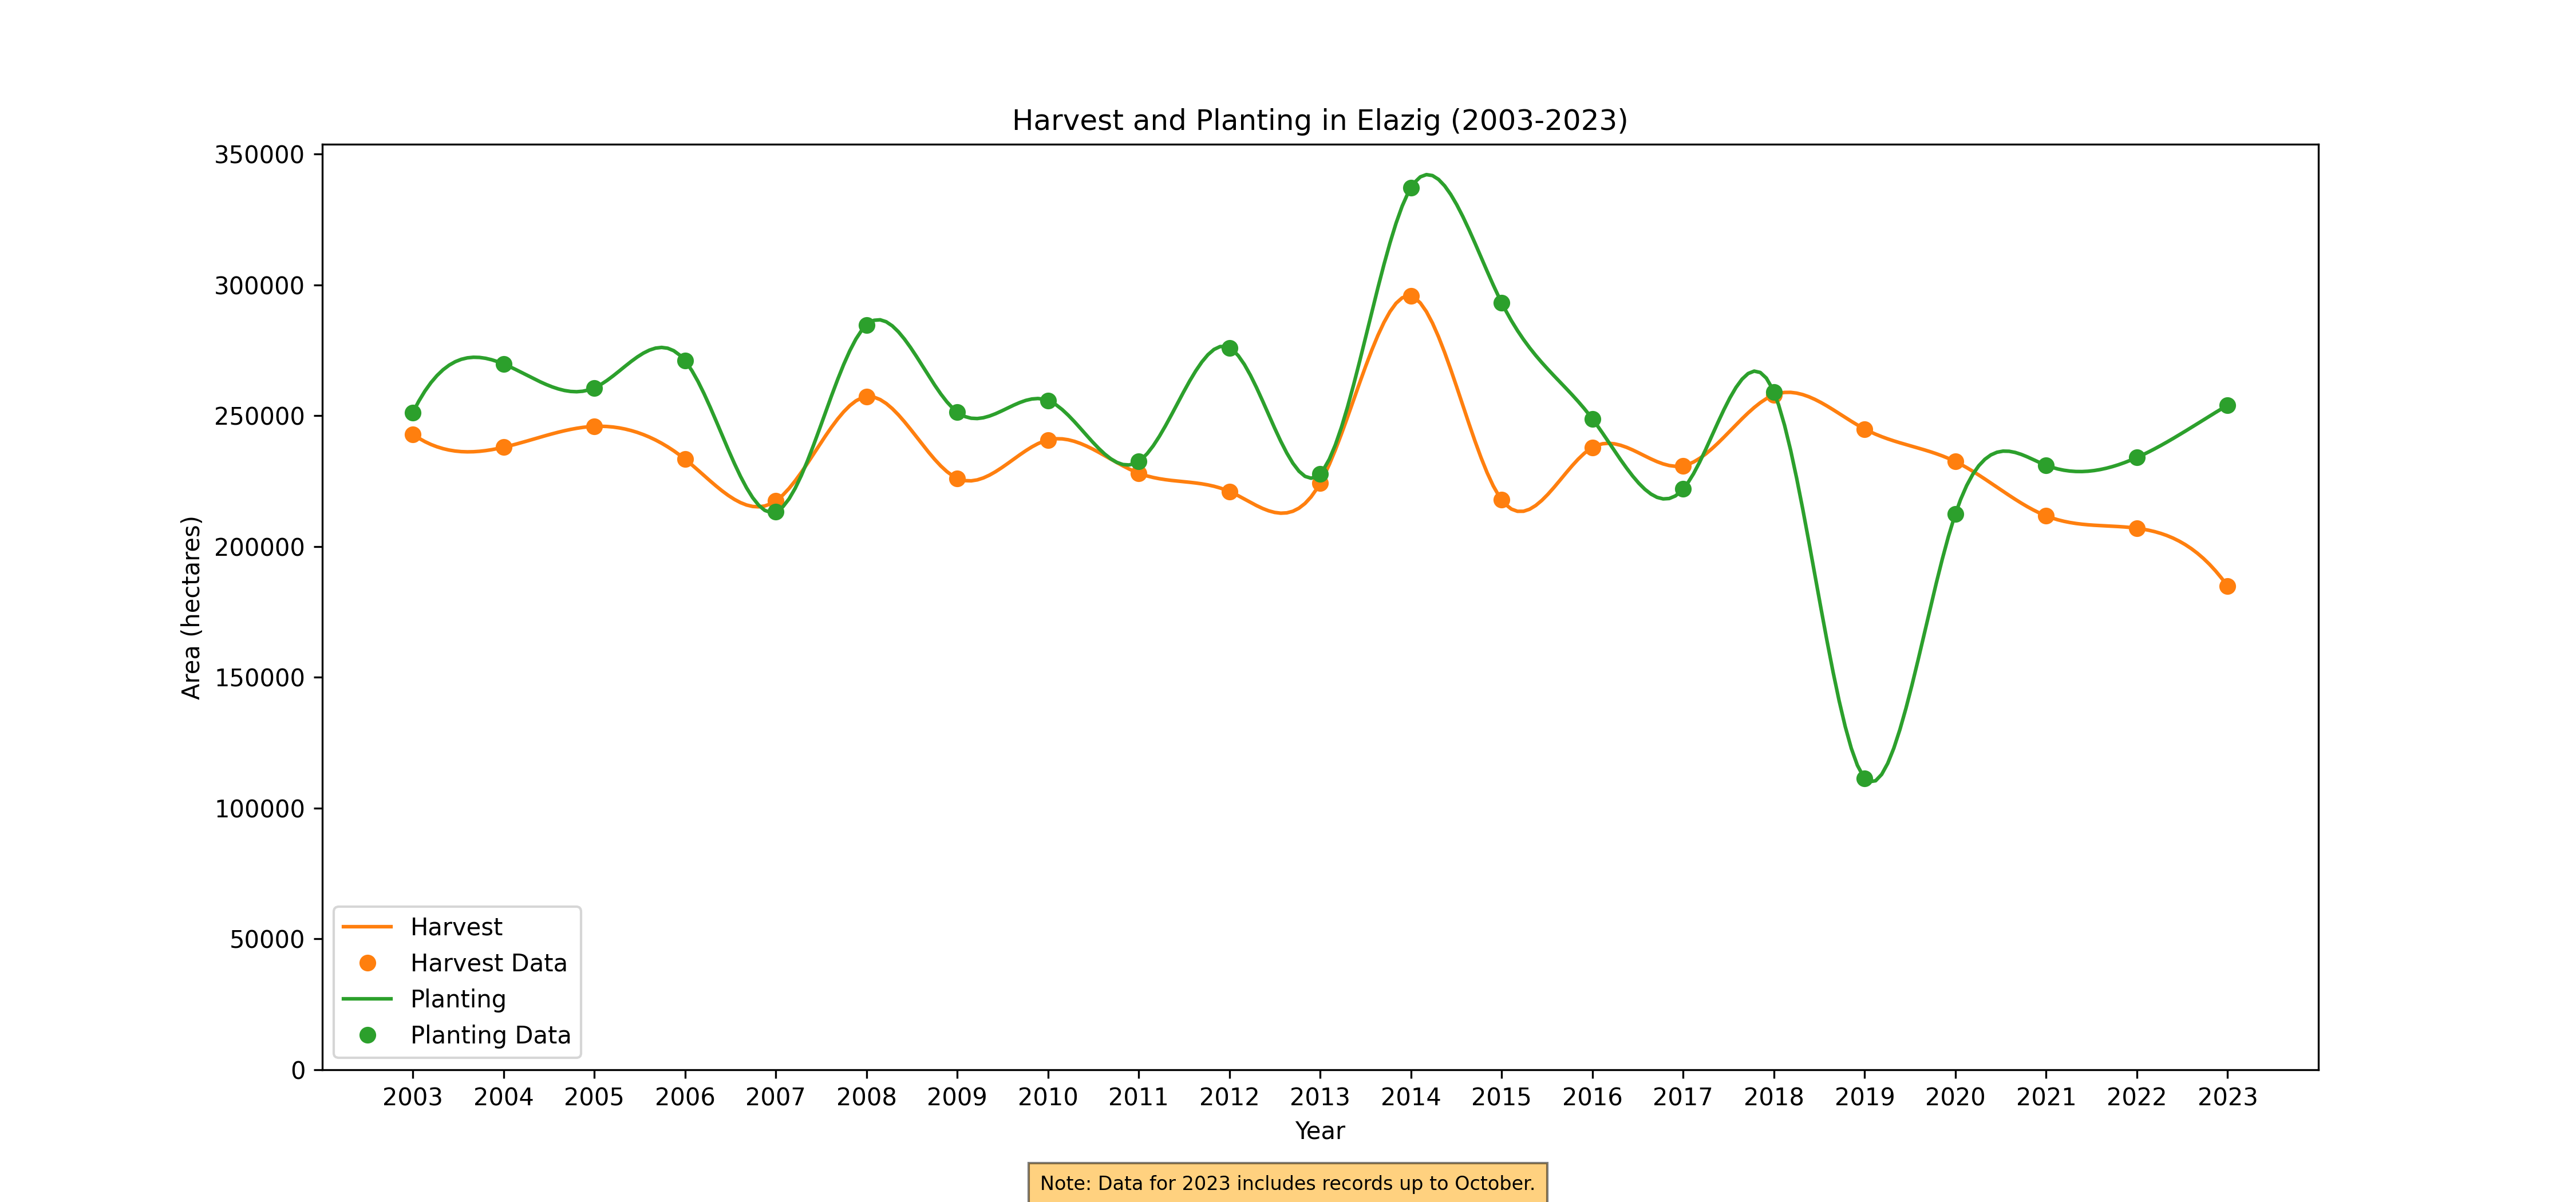 Harvest and Planting in Elazig (2003-2023)
350000
300000
250000
200000
150000
100000
50000
0
Area (hectares)
Harvest
Harvest Data
Planting
Planting Data
2003 2004 2005 2006 2007 2008 2009 2010 2011 2012 2013 2014 2015 2016 2017 2018 2019 2020 2021 2022 2023
Year
Note: Data for 2023 includes records up to October.